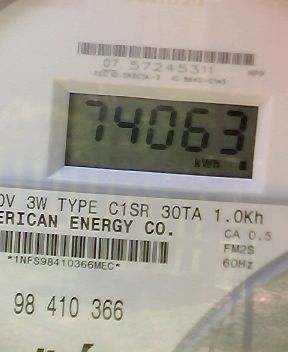 07 57245311 HPP
74063
kWh
0V 3W TYPE C1SR 30TA 1.0Kh
ERICAN ENERGY CO. CA 0.5
FM2S
*1NFS98410366MEC* 60Hz
98 410 366